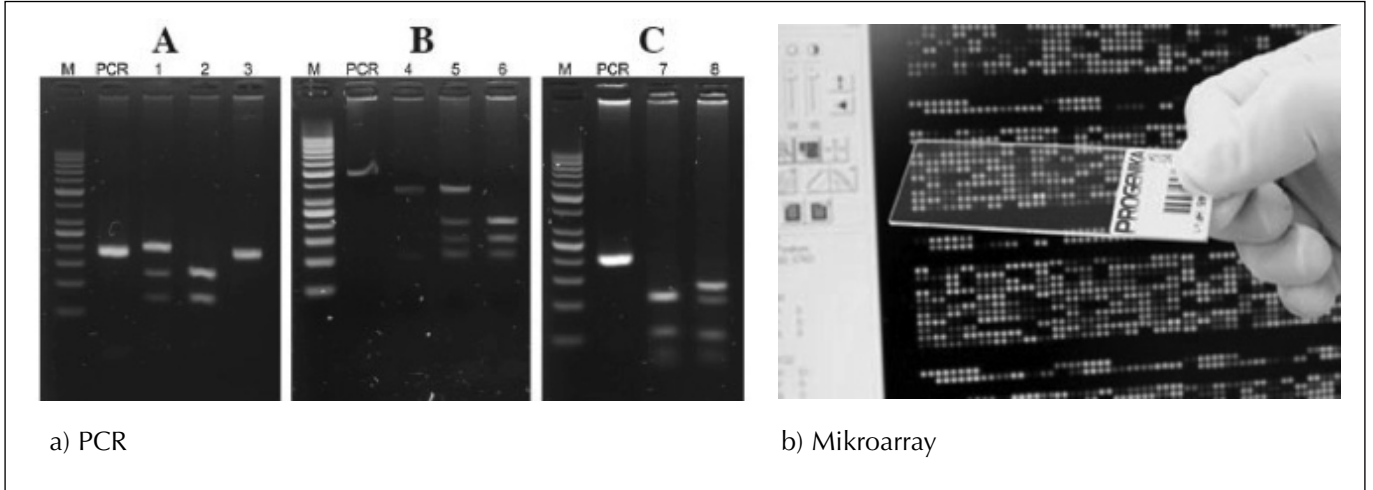 A B C
M PCR 1 2 3 M PCR 4 5 6 M PCR 7 8
PROGENIKA
a) PCR b) Mikroarray